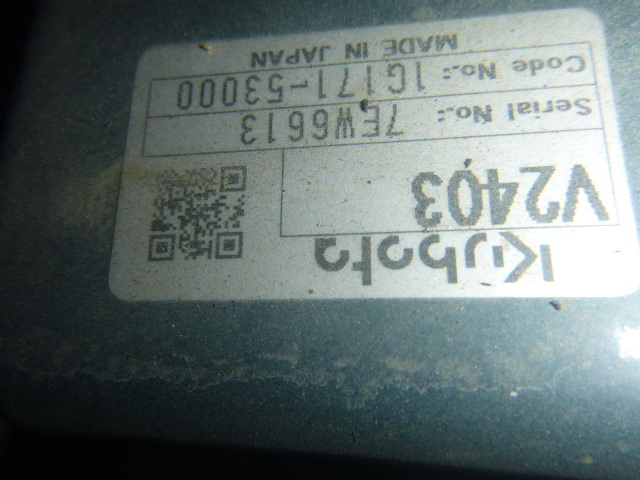 Kubota
V2403
Serial No.: 7EW6613
Code No.: 1G171-53000
MADE IN JAPAN